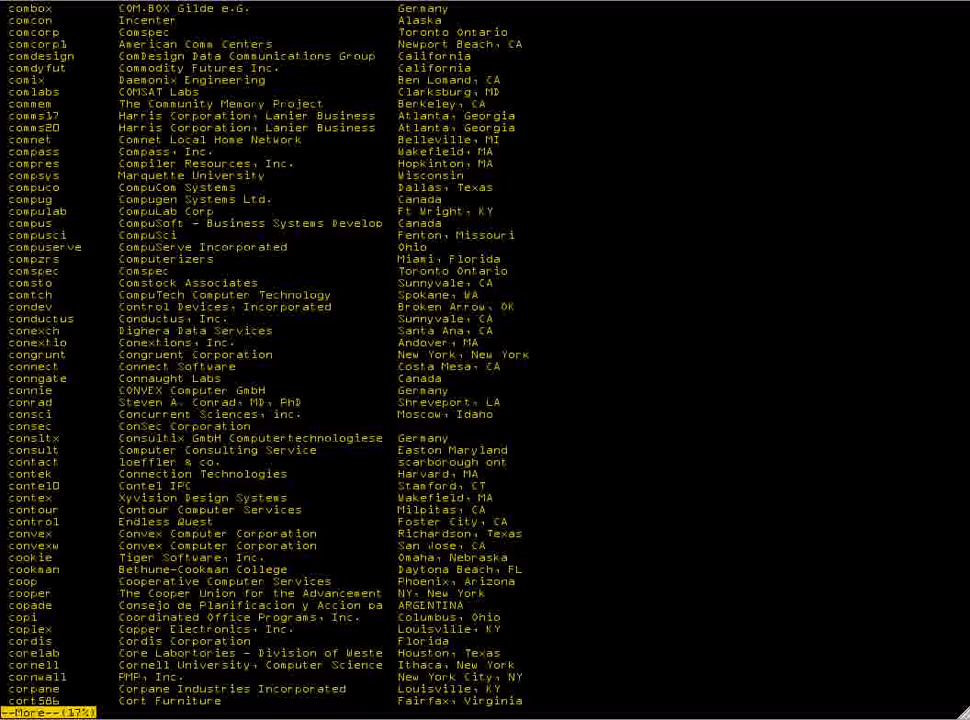 combox COM.BOX Gilde e.G. Germany
comcon Incenter Alaska
comcorp Comspec Toronto Ontario
comcorp1 American Comm Centers Newport Beach, CA
comdesign ComDesign Data Communications Group California
comdyfut Commodity Futures Inc. California
comix Daemonix Engineering Ben Lomand, CA
comlabs COMSAT Labs Clarksburg, MD
commem The Community Memory Project Berkeley, CA
comms17 Harris Corporation, Lanier Business Atlanta, Georgia
comms20 Harris Corporation, Lanier Business Atlanta, Georgia
comnet Comnet Local Home Network Belleville, MI
compass Compass, Inc. Wakefield, MA
compres Compiler Resources, Inc. Hopkinton, MA
compsys Marquette University Wisconsin
compuco CompuCom Systems Dallas, Texas
compug Compugen Systems Ltd. Canada
compulab CompuLab Corp Ft Wright, KY
compus CompuSoft - Business Systems Develop Canada
compusci CompuSci Fenton, Missouri
compuserve CompuServe Incorporated Ohio
compzrs Computerizers Miami, Florida
comspec Comspec Toronto Ontario
comsto Comstock Associates Sunnyvale, CA
comtch CompuTech Computer Technology Spokane, WA
condev Control Devices, Incorporated Broken Arrow, OK
conductus Conductus, Inc. Sunnyvale, CA
conexch Dighera Data Services Santa Ana, CA
conextio Conextions, Inc. Andover, MA
congrunt Congruent Corporation New York, New York
connect Connect Software Costa Mesa, CA
conngate Connaught Labs Canada
connie CONVEX Computer GmbH Germany
conrad Steven A. Conrad, MD, PhD Shreveport, LA
consci Concurrent Sciences, inc. Moscow, Idaho
consec ConSec Corporation
consltx Consultix GmbH Computertechnologiese Germany
consult Computer Consulting Service Easton Maryland
contact loeffler & co. scarborough ont
contek Connection Technologies Harvard, MA
conte10 Contel IPC Stamford, CT
contex Xyvision Design Systems Wakefield, MA
contour Contour Computer Services Milpitas, CA
control Endless Quest Foster City, CA
convex Convex Computer Corporation Richardson, Texas
convexw Convex Computer Corporation San Jose, CA
cookie Tiger Software, Inc. Omaha, Nebraska
cookman Bethune-Cookman College Daytona Beach, FL
coop Cooperative Computer Services Phoenix, Arizona
cooper The Cooper Union for the Advancement NY, New York
copade Consejo de Planificacion y Accion pa ARGENTINA
copi Coordinated Office Programs, Inc. Columbus, Ohio
coplex Copper Electronics, Inc. Louisville, KY
cordis Cordis Corporation Florida
corelab Core Labortories - Division of Weste Houston, Texas
cornell Cornell University, Computer Science Ithaca, New York
cornwall PMP, Inc. New York City, NY
corpane Corpane Industries Incorporated Louisville, KY
cort586 Cort Furniture Fairfax, Virginia
--More--(17%)